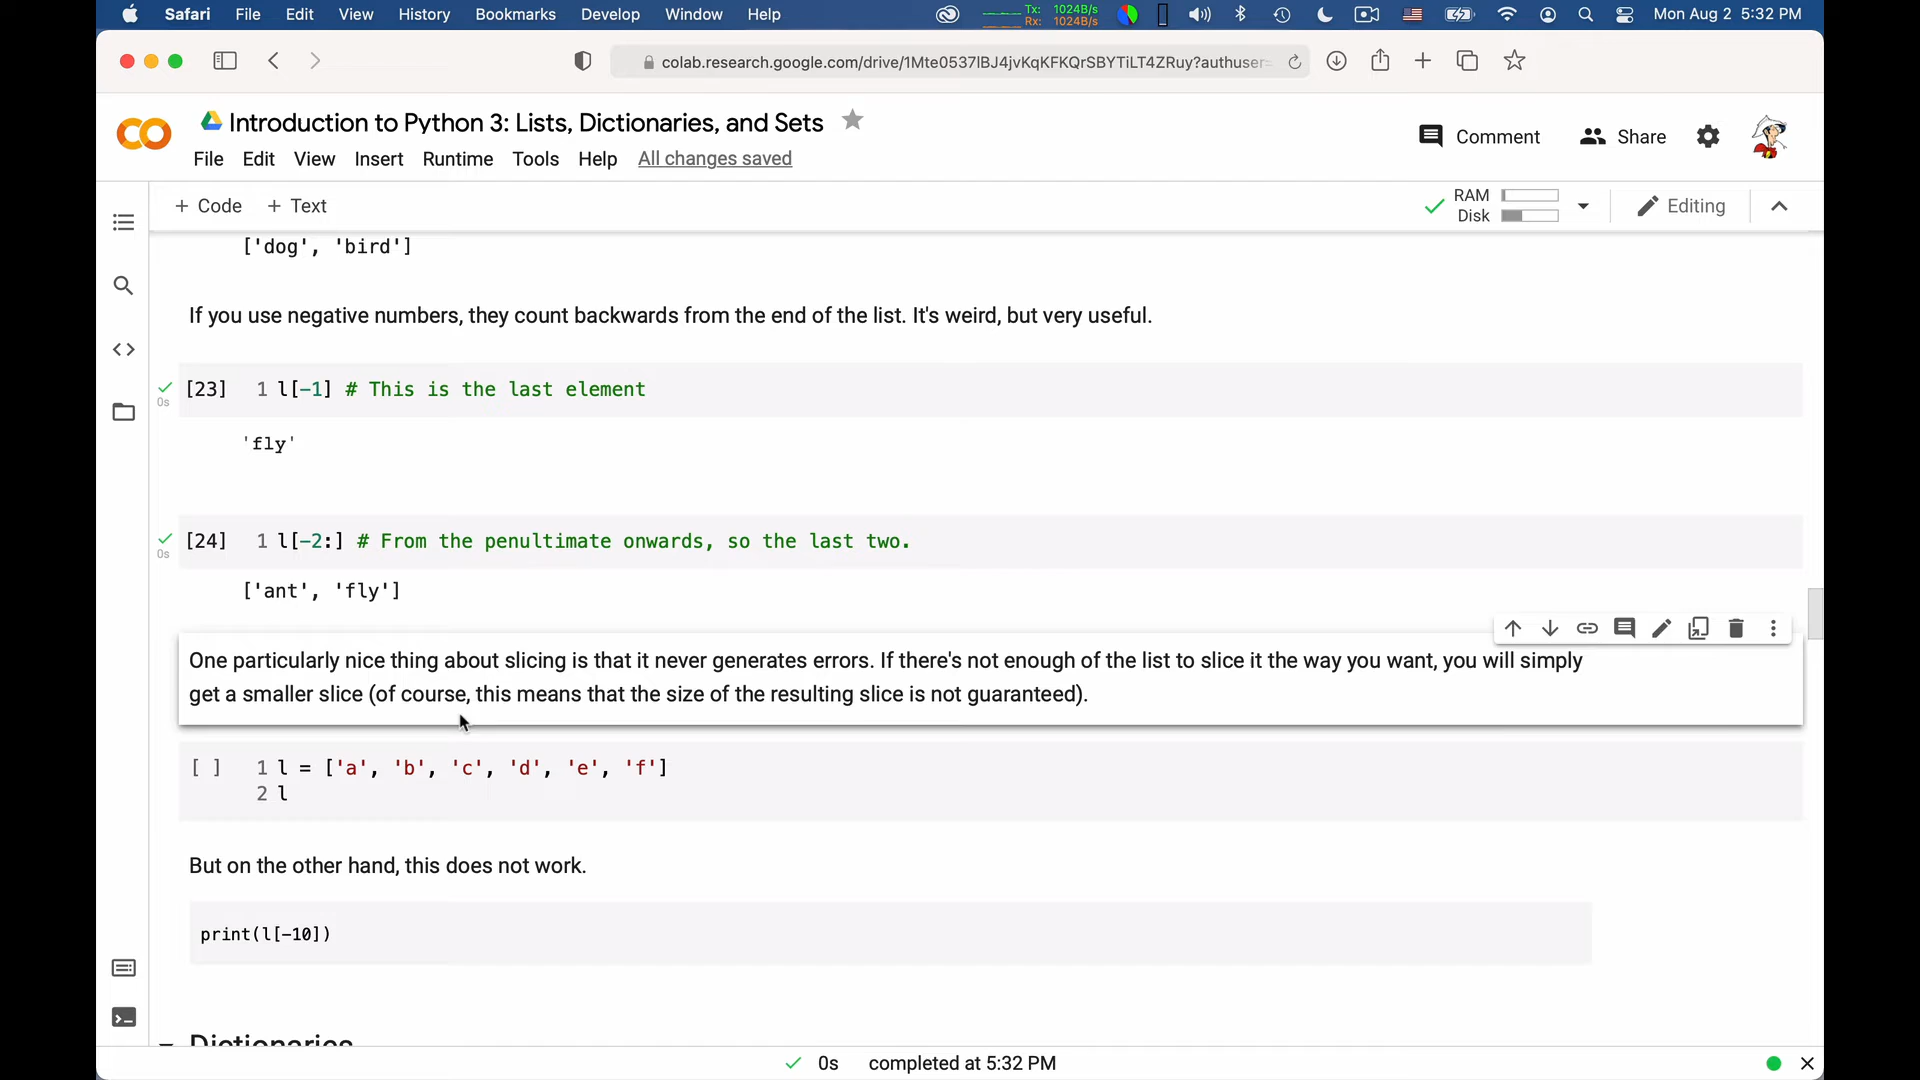 Safari File Edit View History Bookmarks Develop Window Help Tx: 1024B/s Rx: 1024B/s Mon Aug 2 5:32 PM
colab.research.google.com/drive/1Mte0537lBJ4jvKqKFKQrSBYTiLT4ZRuy?authuser=
Introduction to Python 3: Lists, Dictionaries, and Sets
Comment Share
File Edit View Insert Runtime Tools Help All changes saved
+ Code + Text RAM Disk Editing
['dog', 'bird']
If you use negative numbers, they count backwards from the end of the list. It's weird, but very useful.
[23] 1 l[-1] # This is the last element
0s
'fly'
[24] 1 l[-2:] # From the penultimate onwards, so the last two.
0s
['ant', 'fly']
One particularly nice thing about slicing is that it never generates errors. If there's not enough of the list to slice it the way you want, you will simply
get a smaller slice (of course, this means that the size of the resulting slice is not guaranteed).
[ ] 1 l = ['a', 'b', 'c', 'd', 'e', 'f']
2 l
But on the other hand, this does not work.
print(l[-10])
Dictionaries
0s completed at 5:32 PM